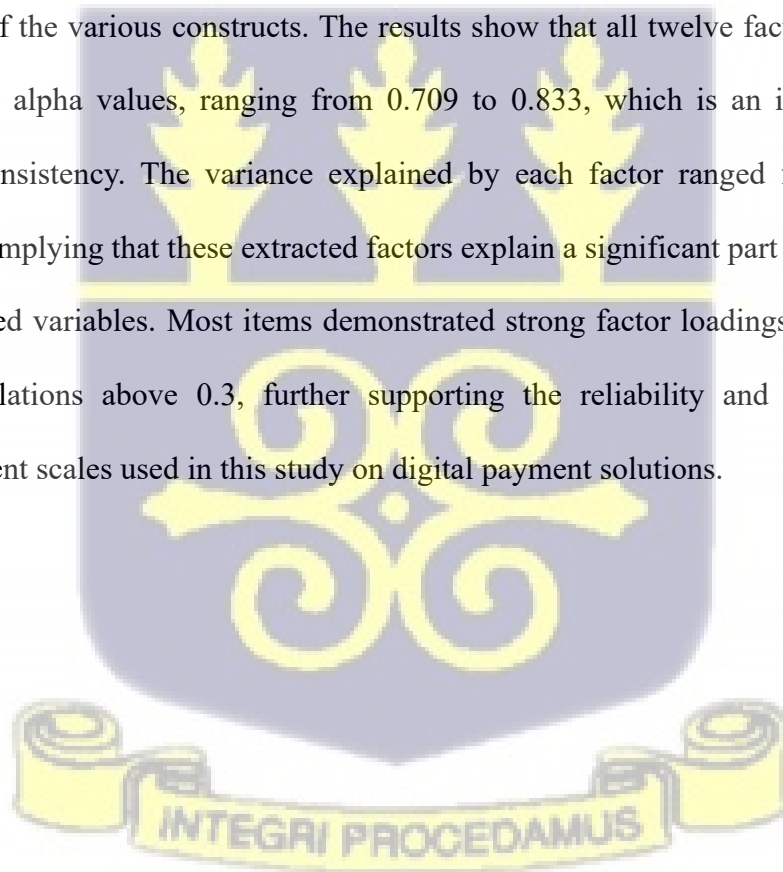 f the various constructs. The results show that all twelve fac
alpha values, ranging from 0.709 to 0.833, which is an i
nsistency. The variance explained by each factor ranged
mplying that these extracted factors explain a significant part
ed variables. Most items demonstrated strong factor loadings
lations above 0.3, further supporting the reliability and
ent scales used in this study on digital payment solutions.
INTEGRI PROCEDAMUS